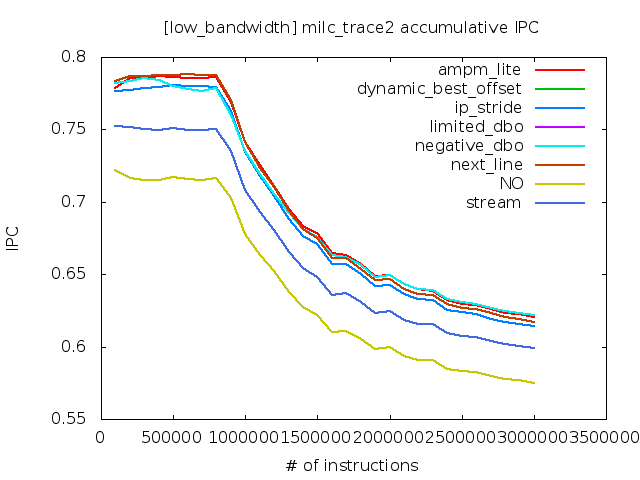 [low_bandwidth] milc_trace2 accumulative IPC
ampm_lite
dynamic_best_offset
ip_stride
limited_dbo
negative_dbo
next_line
NO
stream
IPC
0.8
0.75
0.7
0.65
0.6
0.55
0 500000 1000000 1500000 2000000 2500000 3000000 3500000
# of instructions